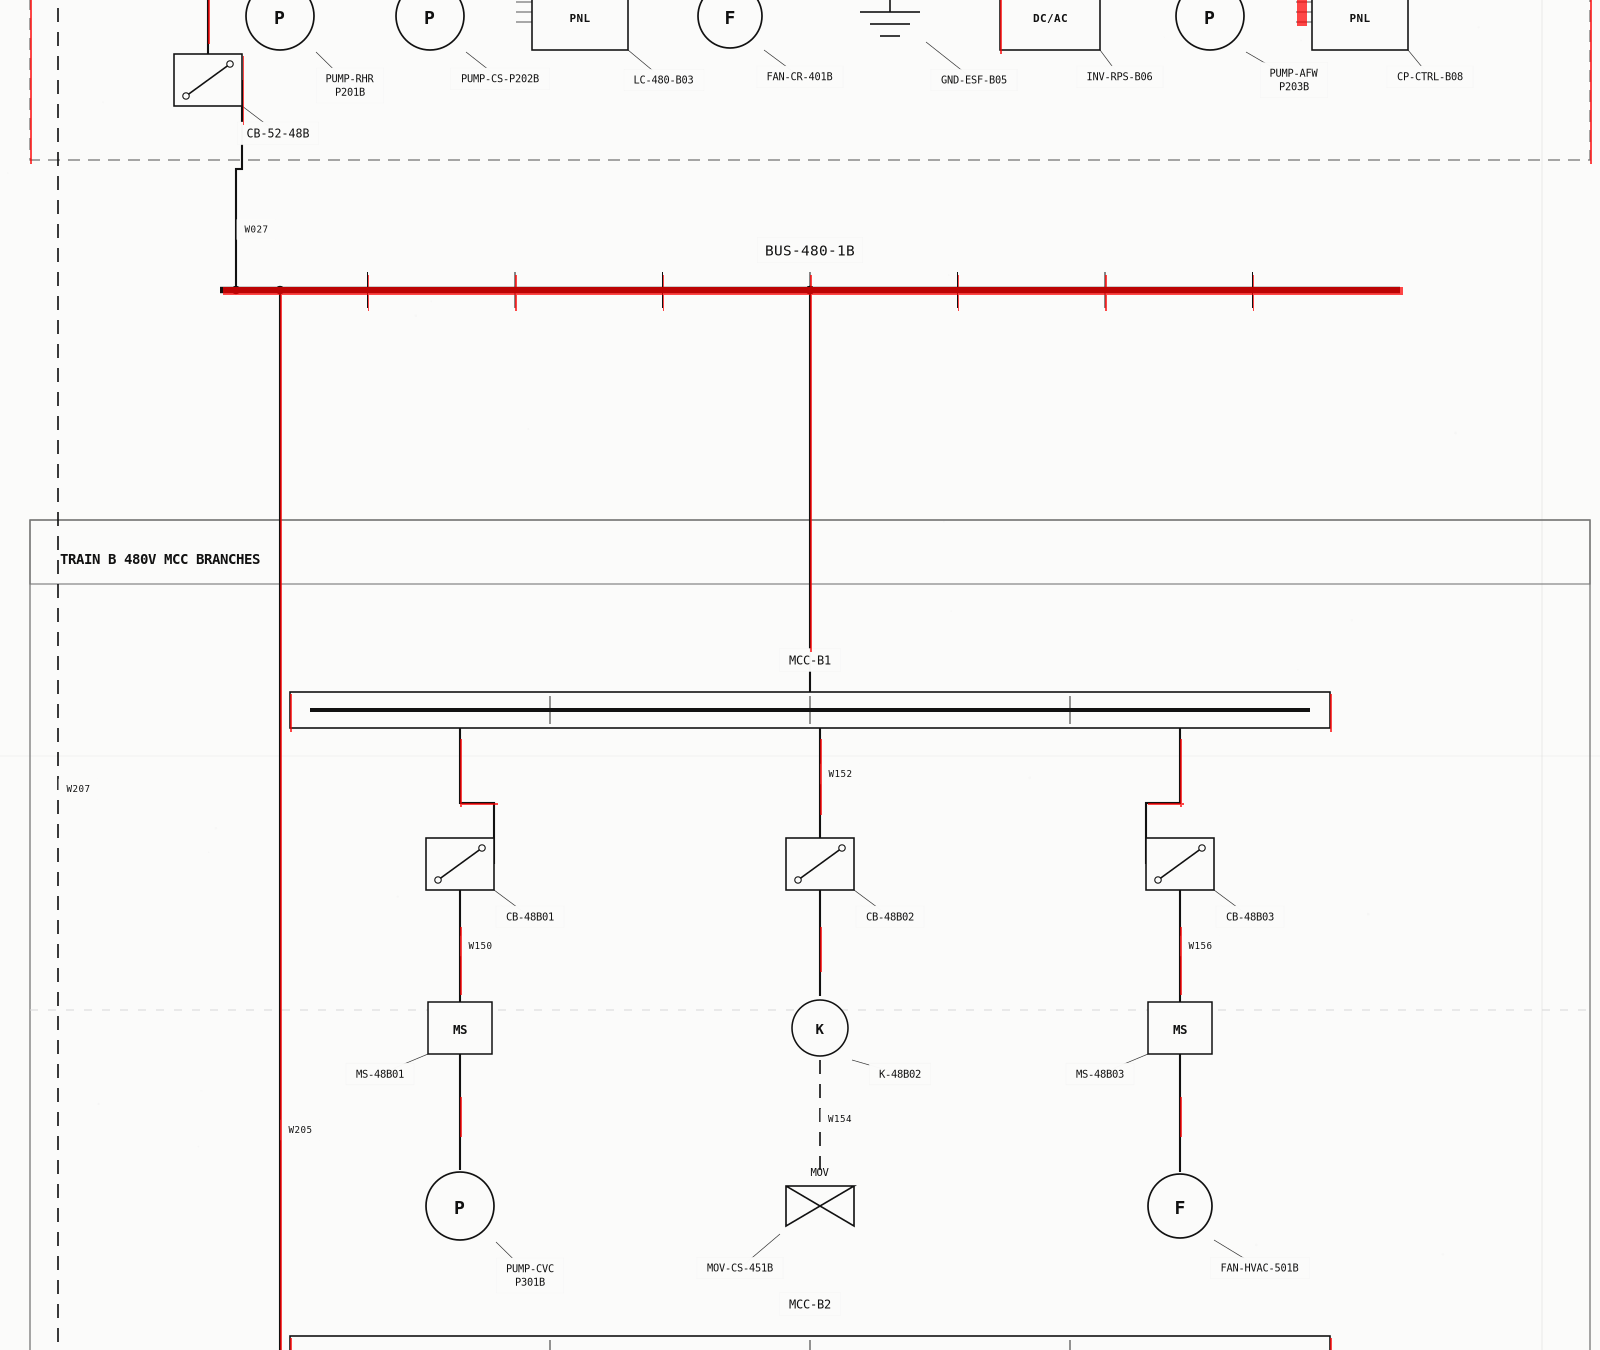 P
P
PNL
F
DC/AC
P
PNL
PUMP-RHR
P201B
PUMP-CS-P202B
LC-480-B03
FAN-CR-401B
GND-ESF-B05
INV-RPS-B06
PUMP-AFW
P203B
CP-CTRL-B08
CB-52-48B
W027
BUS-480-1B
TRAIN B 480V MCC BRANCHES
MCC-B1
W152
W207
CB-48B01
CB-48B02
CB-48B03
W150
W156
MS
K
MS
MS-48B01
K-48B02
MS-48B03
W154
W205
MOV
P
F
PUMP-CVC
P301B
MOV-CS-451B
FAN-HVAC-501B
MCC-B2